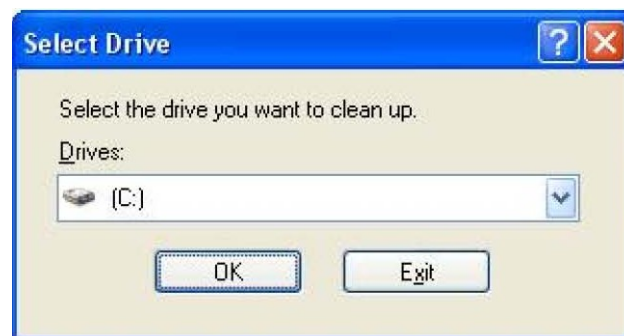 Select Drive
Select the drive you want to clean up.
Drives:
(C:)
OK
Exit